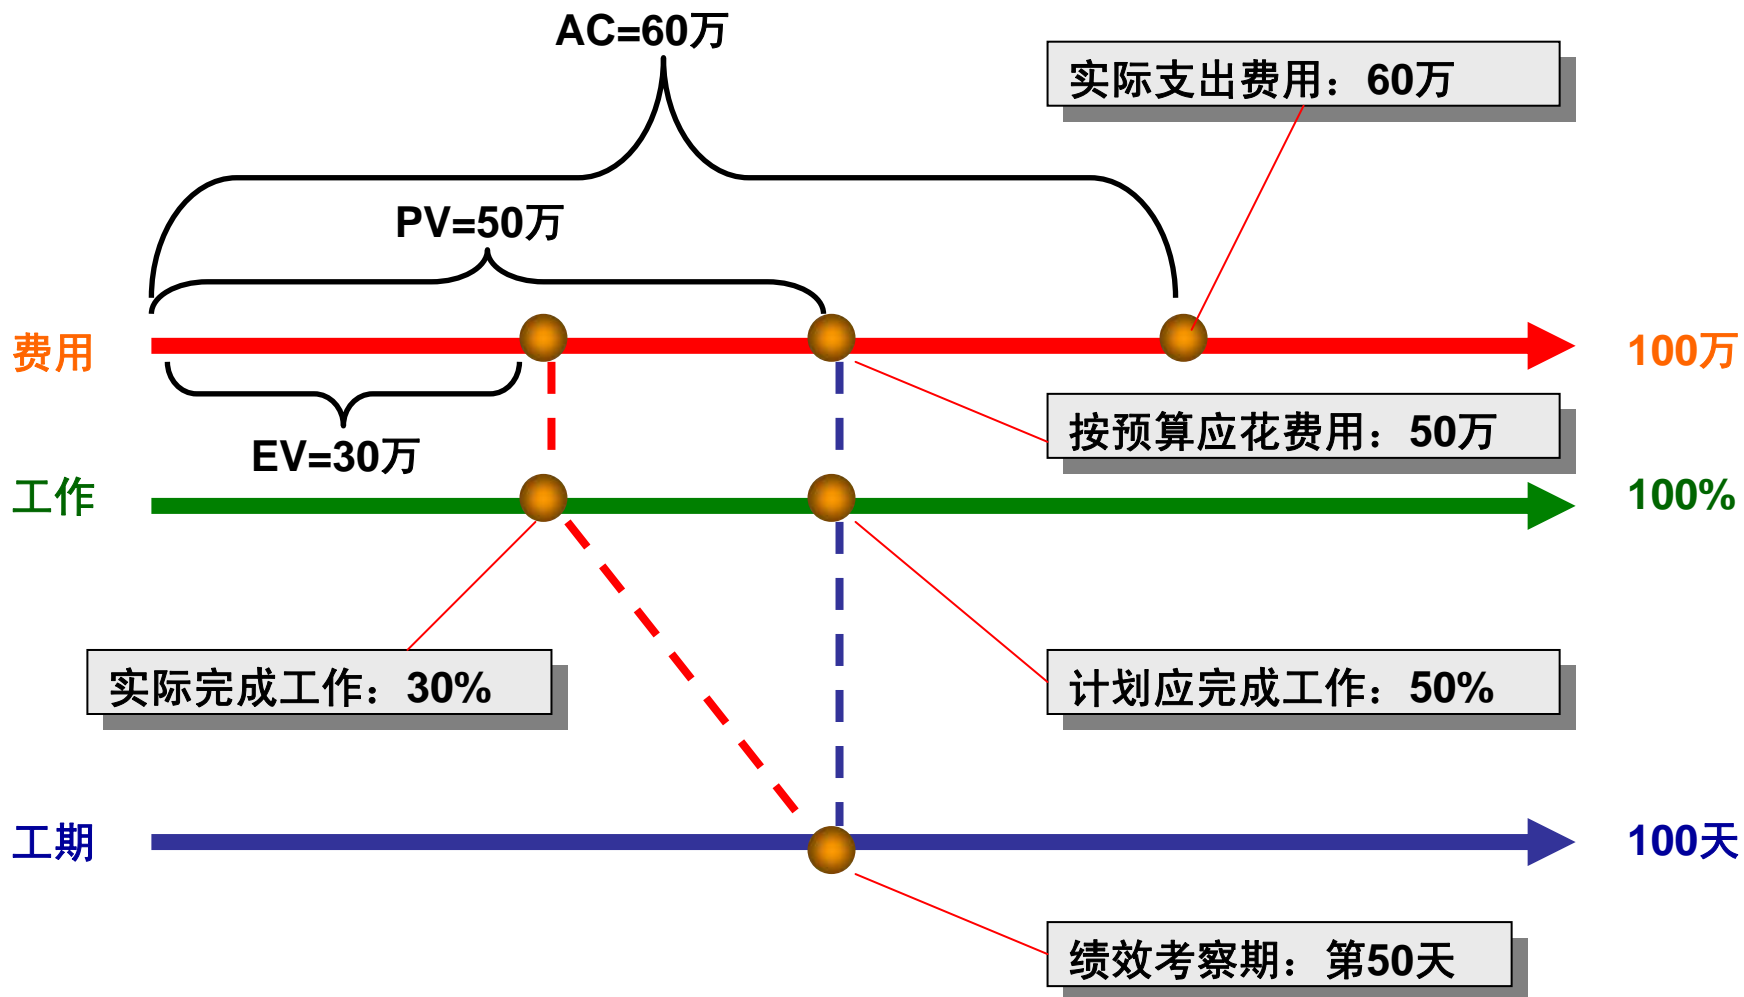 AC=60万
实际支出费用：60万
PV=50万
费用
100万
按预算应花费用：50万
EV=30万
工作
100%
实际完成工作：30%
计划应完成工作：50%
工期
100天
绩效考察期：第50天